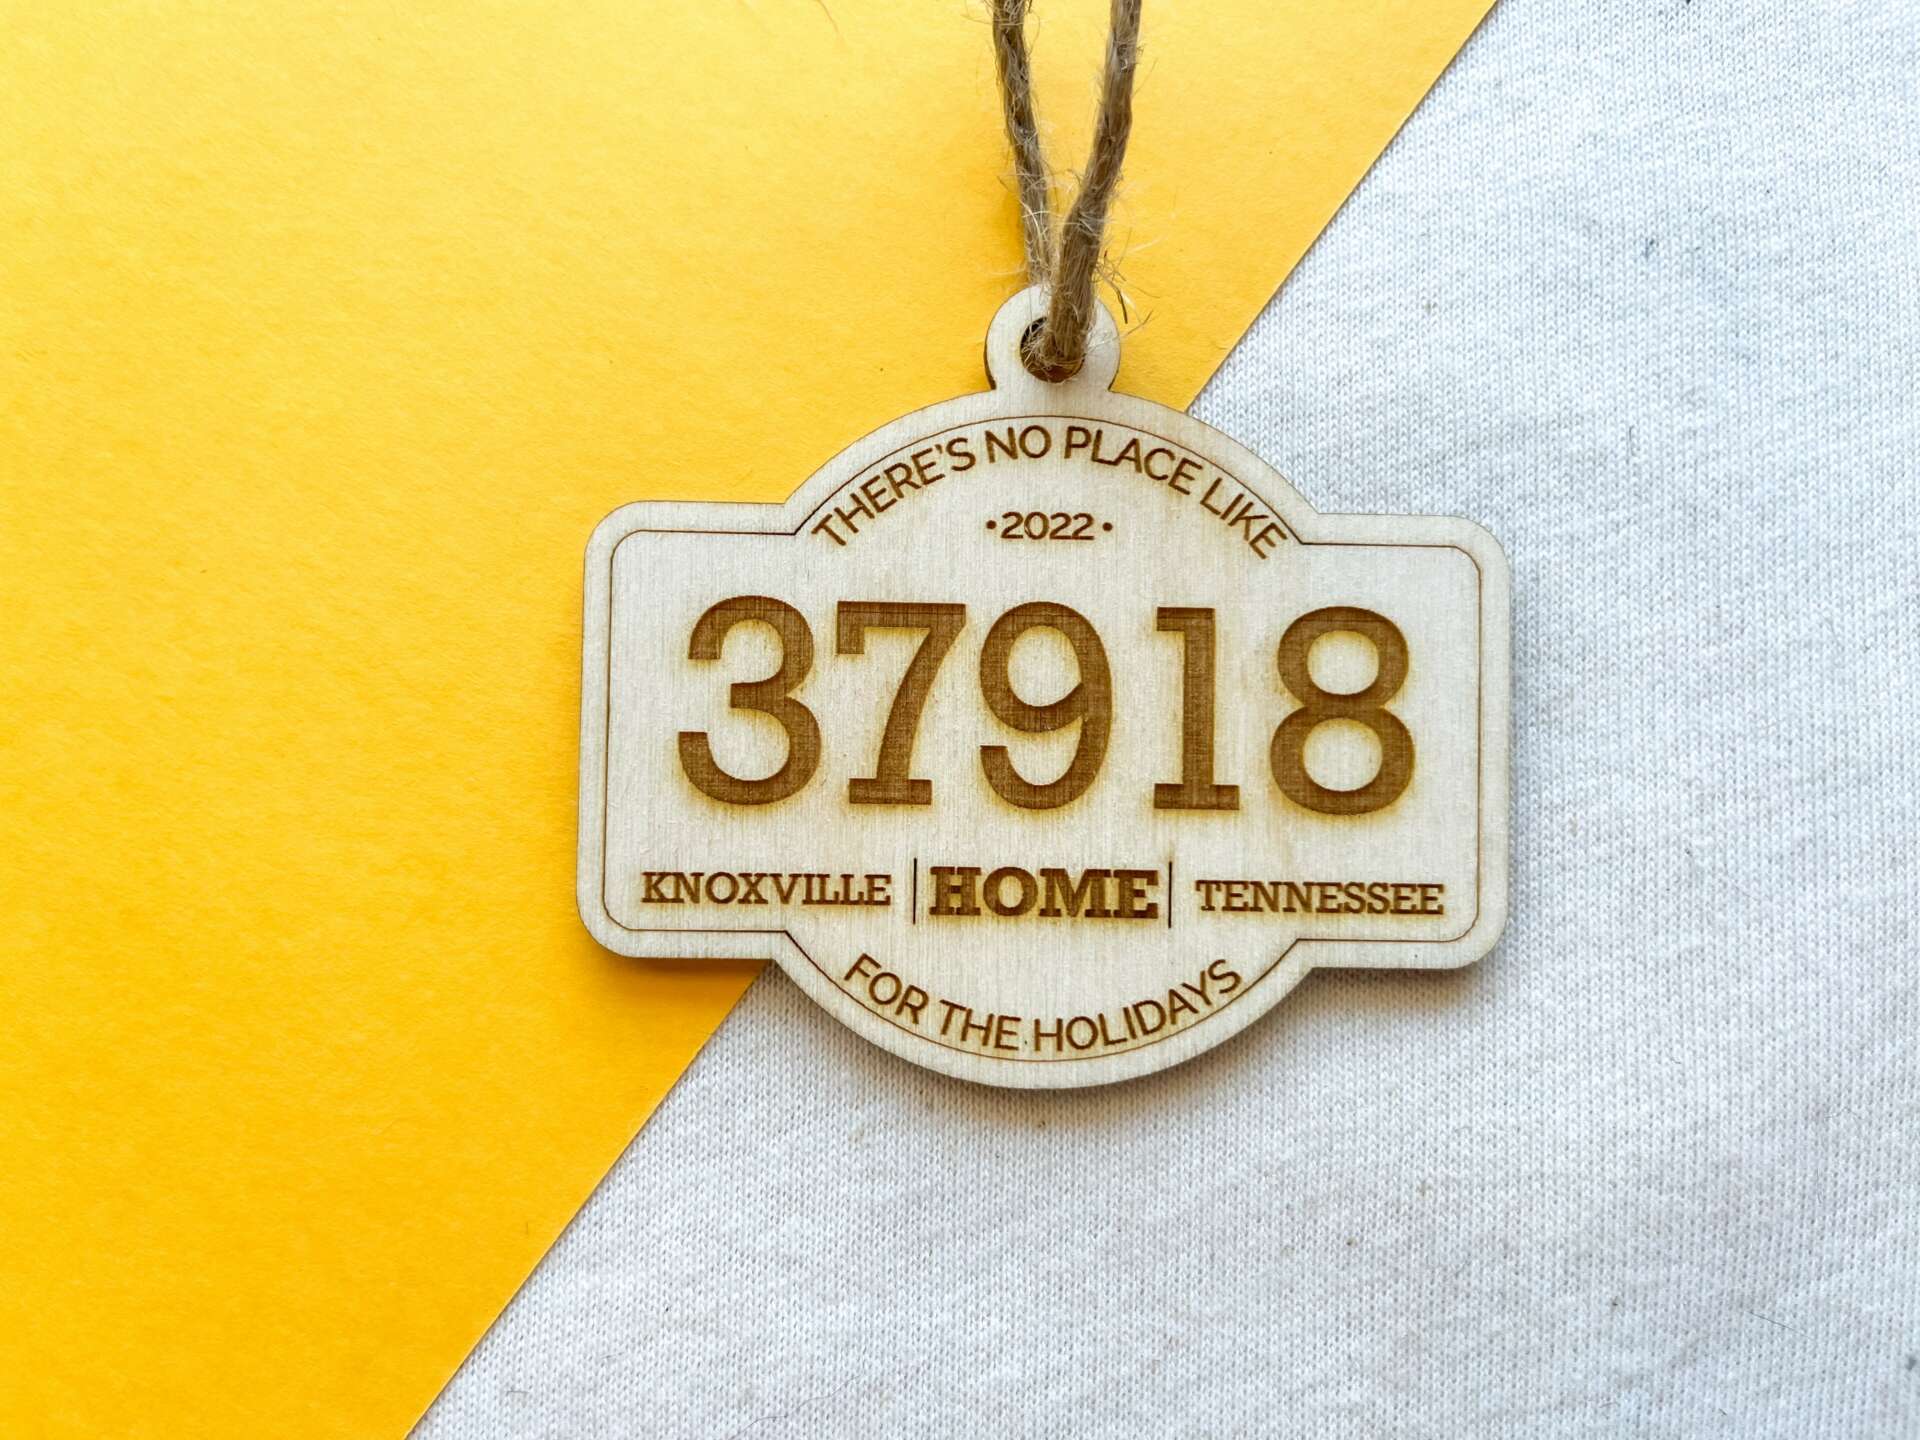 THERE'S NO PLACE LIKE
•2022•
37918
KNOXVILLE | HOME | TENNESSEE
FOR THE HOLIDAYS